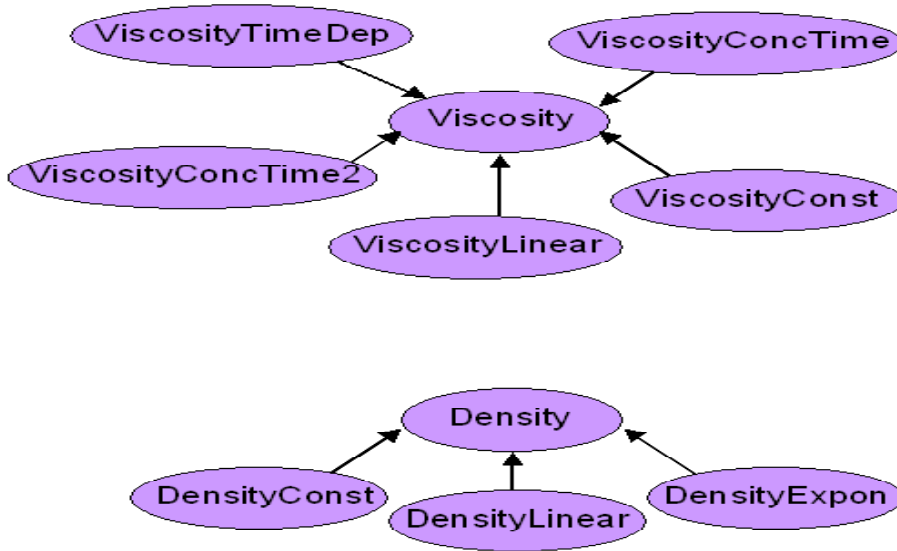 ViscosityTimeDep
ViscosityConcTime
Viscosity
ViscosityConcTime2
ViscosityConst
ViscosityLinear
Density
DensityConst
DensityExpon
DensityLinear